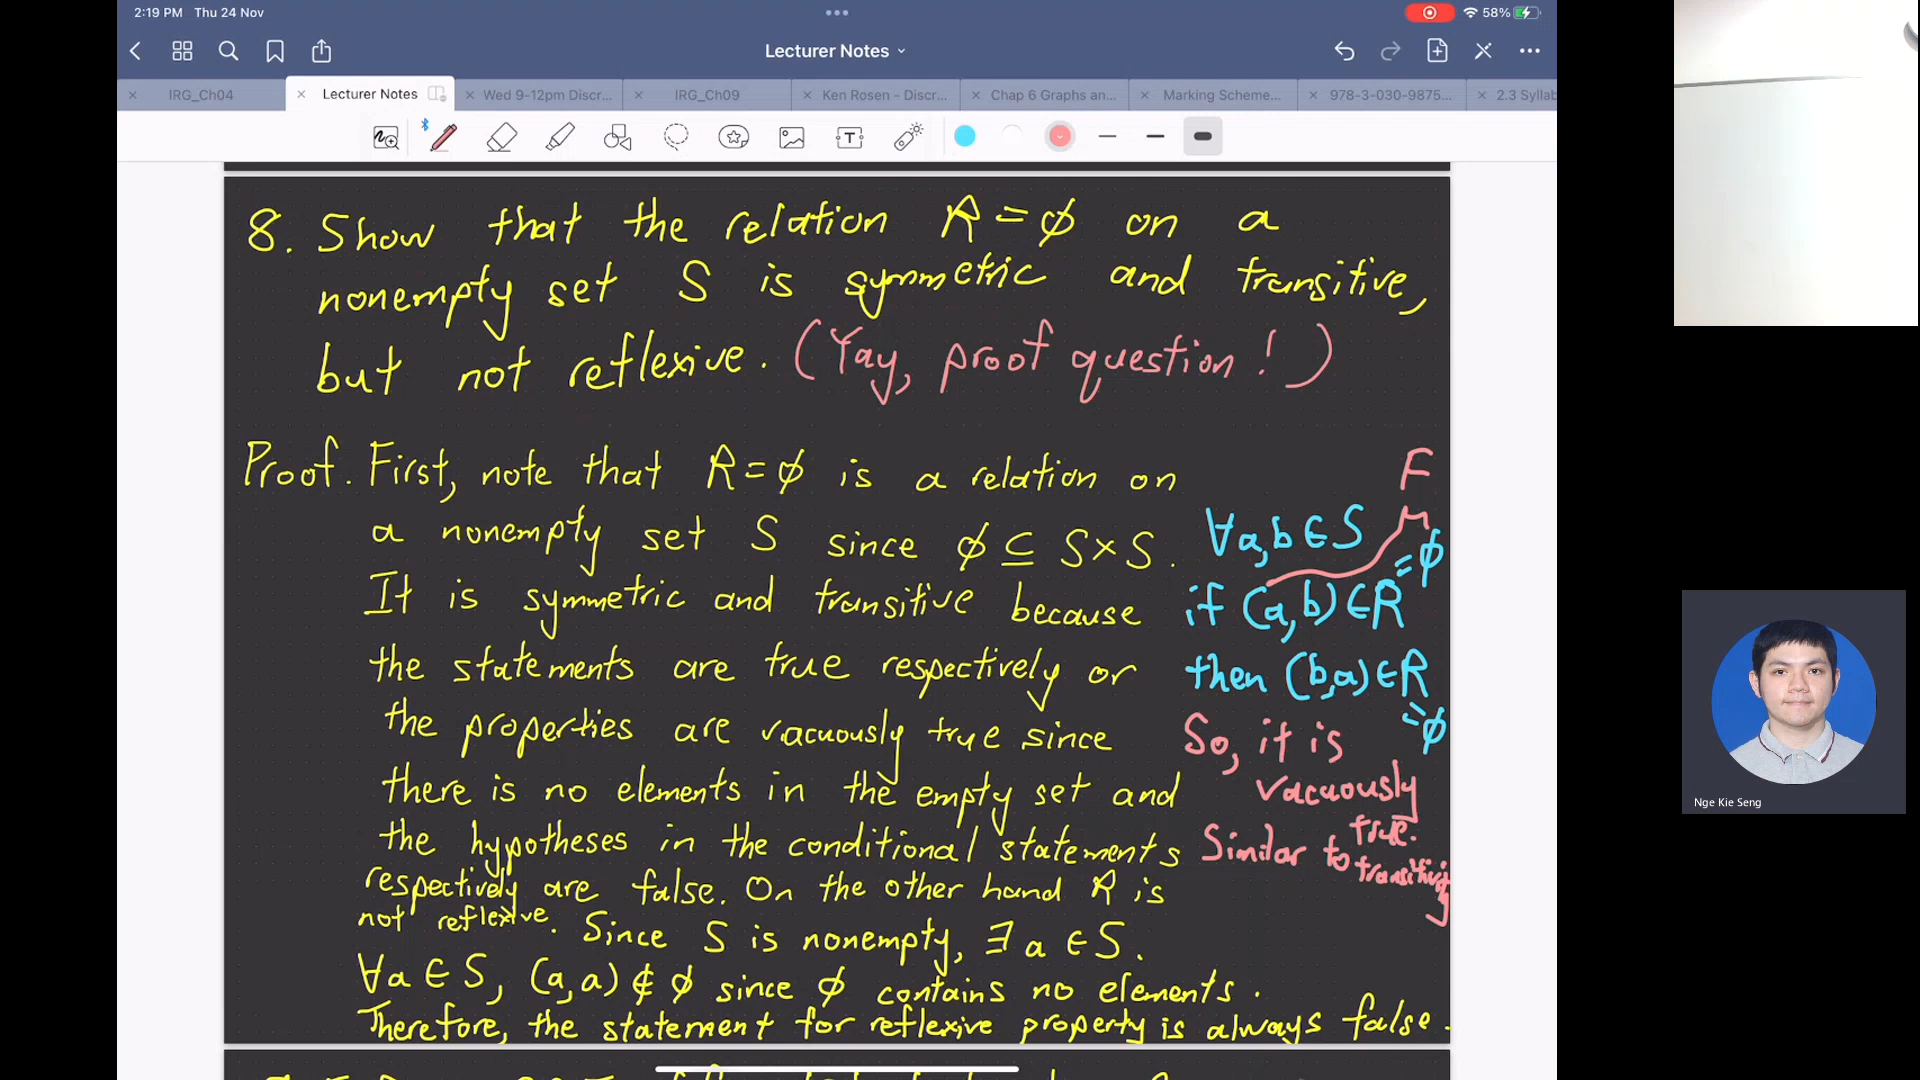 2:19 PM Thu 24 Nov
58%
Lecturer Notes
IRG_Ch04
Lecturer Notes
Wed 9-12pm Discr...
IRG_Ch09
Ken Rosen - Discr...
Chap 6 Graphs an...
Marking Scheme...
978-3-030-9875...
2.3 Syllab
8. Show that the relation R = ∅ on a
nonempty set S is symmetric and transitive,
but not reflexive. (Yay, proof question!)
Proof. First, note that R = ∅ is a relation on
a nonempty set S since ∅ ⊆ S×S.
It is symmetric and transitive because
the statements are true respectively or
the properties are vacuously true since
there is no elements in the empty set and
the hypotheses in the conditional statements
respectively are false. On the other hand R is
not reflexive. Since S is nonempty, ∃ a ∈ S.
∀a ∈ S, (a,a) ∉ ∅ since ∅ contains no elements.
Therefore, the statement for reflexive property is always false.
F
∀a,b ∈ S
= ∅
if (a,b) ∈ R
then (b,a) ∈ R
= ∅
So, it is
vacuously
true.
Similar to transitivity
Nge Kie Seng